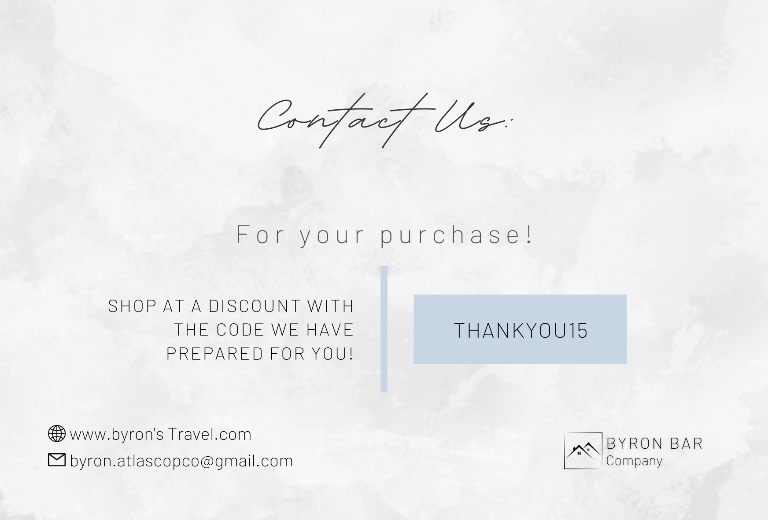 Contact Us:
For your purchase!
SHOP AT A DISCOUNT WITH
THE CODE WE HAVE
PREPARED FOR YOU!
THANKYOU15
www.byron's Travel.com
byron.atlascopco@gmail.com
BYRON BAR
Company